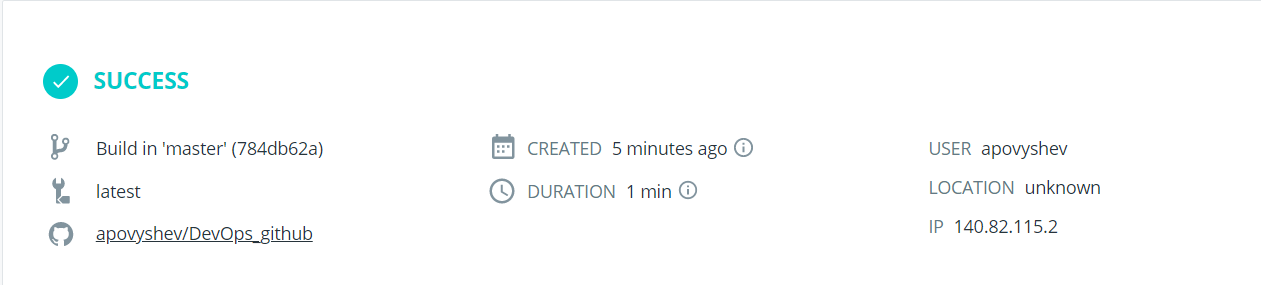 SUCCESS
Build in 'master' (784db62a)
latest
apovyshev/DevOps_github
CREATED 5 minutes ago
DURATION 1 min
USER apovyshev
LOCATION unknown
IP 140.82.115.2